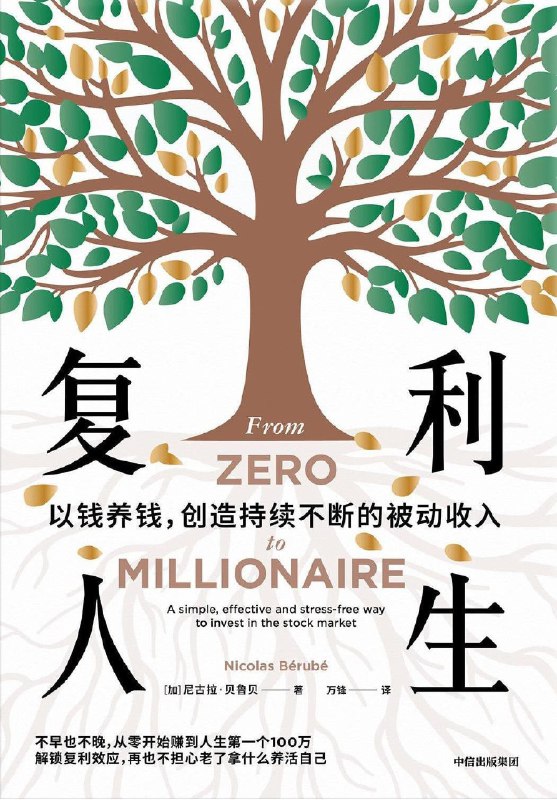 复利
From
ZERO
以钱养钱，创造持续不断的被动收入
to
MILLIONAIRE
人生
A simple, effective and stress-free way
to invest in the stock market
Nicolas Bérubé
[加]尼古拉·贝鲁贝——著 万锋——译
不早也不晚，从零开始赚到人生第一个100万
解锁复利效应，再也不担心老了拿什么养活自己
中信出版集团